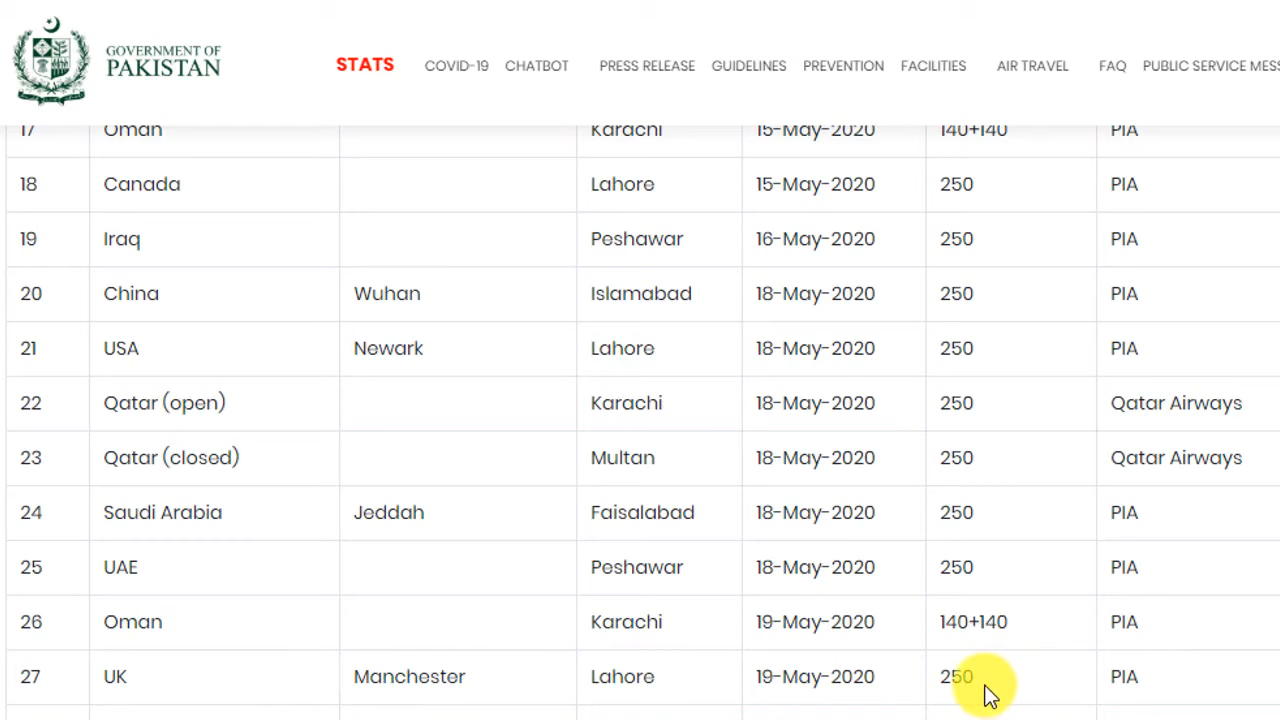 GOVERNMENT OF
PAKISTAN
STATS COVID-19 CHATBOT PRESS RELEASE GUIDELINES PREVENTION FACILITIES AIR TRAVEL FAQ PUBLIC SERVICE MESS
17 Oman Karachi 15-May-2020 140+140 PIA
18 Canada Lahore 15-May-2020 250 PIA
19 Iraq Peshawar 16-May-2020 250 PIA
20 China Wuhan Islamabad 18-May-2020 250 PIA
21 USA Newark Lahore 18-May-2020 250 PIA
22 Qatar (open) Karachi 18-May-2020 250 Qatar Airways
23 Qatar (closed) Multan 18-May-2020 250 Qatar Airways
24 Saudi Arabia Jeddah Faisalabad 18-May-2020 250 PIA
25 UAE Peshawar 18-May-2020 250 PIA
26 Oman Karachi 19-May-2020 140+140 PIA
27 UK Manchester Lahore 19-May-2020 250 PIA